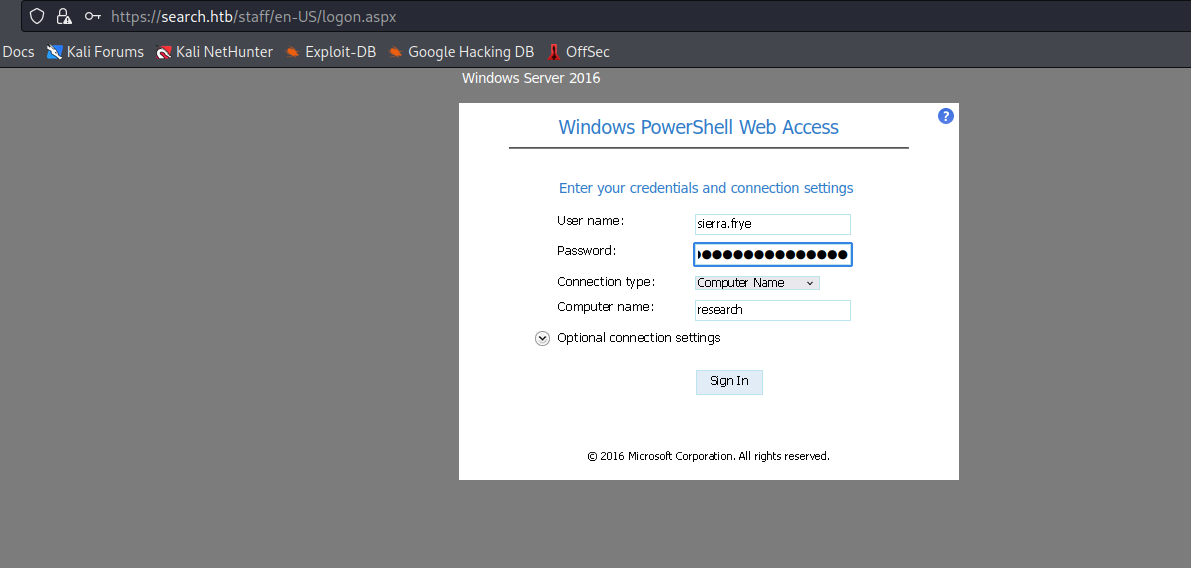 https://search.htb/staff/en-US/logon.aspx
Docs Kali Forums Kali NetHunter Exploit-DB Google Hacking DB OffSec
Windows Server 2016
?
Windows PowerShell Web Access
Enter your credentials and connection settings
User name: sierra.frye
Password:
Connection type: Computer Name
Computer name: research
Optional connection settings
Sign In
© 2016 Microsoft Corporation. All rights reserved.